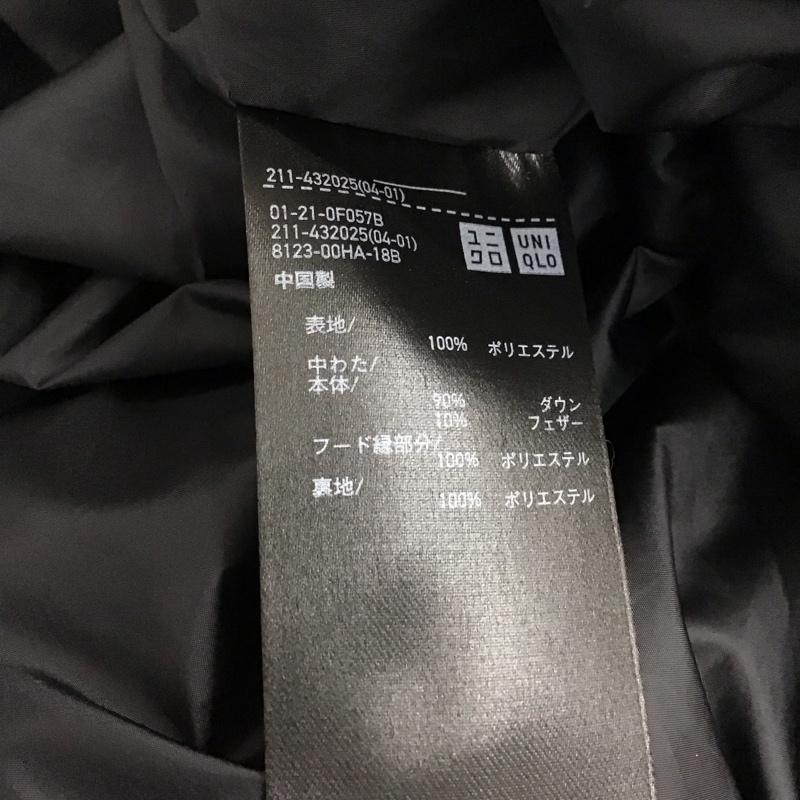 211-432025(04-01)
01-21-0F057B
211-432025(04-01)
8123-00HA-18B
ユニ
クロ
UNI
QLO
中国製
表地/
100% ポリエステル
中わた/
本体/
90% ダウン
10% フェザー
フード縁部分/
100% ポリエステル
裏地/
100% ポリエステル